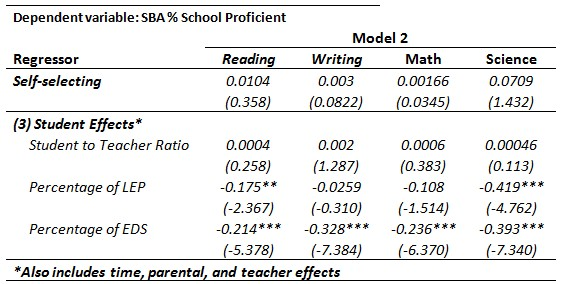 Dependent variable: SBA % School Proficient
Model 2
Regressor Reading Writing Math Science
Self-selecting 0.0104 0.003 0.00166 0.0709
(0.358) (0.0822) (0.0345) (1.432)
(3) Student Effects*
Student to Teacher Ratio 0.0004 0.002 0.0006 0.00046
(0.258) (1.287) (0.383) (0.113)
Percentage of LEP -0.175** -0.0259 -0.108 -0.419***
(-2.367) (-0.310) (-1.514) (-4.762)
Percentage of EDS -0.214*** -0.328*** -0.236*** -0.393***
(-5.378) (-7.384) (-6.370) (-7.340)
*Also includes time, parental, and teacher effects